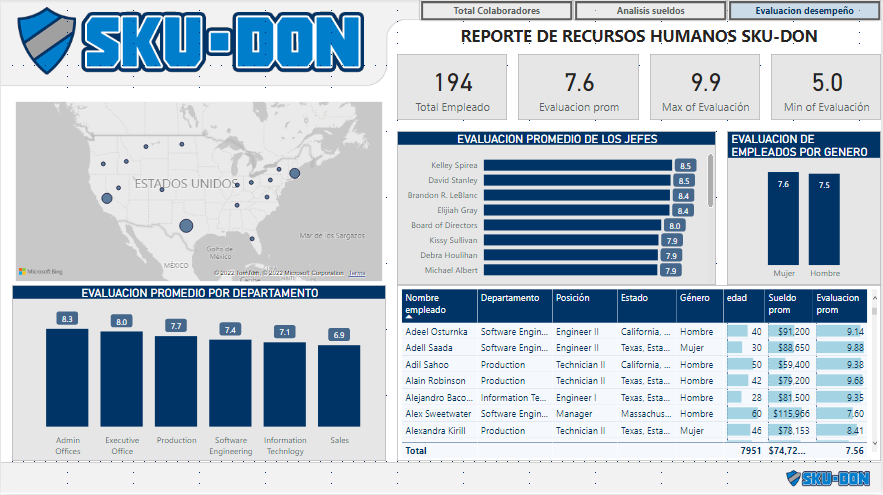 SKU-DON
Total Colaboradores
Analisis sueldos
Evaluacion desempeño
REPORTE DE RECURSOS HUMANOS SKU-DON
194
Total Empleado
7.6
Evaluacion prom
9.9
Max of Evaluación
5.0
Min of Evaluación
ESTADOS UNIDOS
MÉXICO
Golfo de
México
Mar de los Sargazos
Microsoft Bing
© 2022 TomTom, © 2022 Microsoft Corporation Terms
EVALUACION PROMEDIO DE LOS JEFES
Kelley Spirea 8.5
David Stanley 8.5
Brandon R. LeBlanc 8.4
Elijiah Gray 8.4
Board of Directors 8.0
Kissy Sullivan 7.9
Debra Houlihan 7.9
Michael Albert 7.9
EVALUACION DE
EMPLEADOS POR GENERO
7.6 7.5
Mujer Hombre
EVALUACION PROMEDIO POR DEPARTAMENTO
8.3 8.0 7.7 7.4 7.1 6.9
Admin Offices
Executive Office
Production
Software Engineering
Information Technlogy
Sales
Nombre empleado Departamento Posición Estado Género edad Sueldo prom Evaluacion prom
Adeel Osturnka Software Engin... Engineer II California, ... Hombre 40 $91,200 9.14
Adell Saada Software Engin... Engineer II Texas, Esta... Mujer 30 $88,650 9.88
Adil Sahoo Production Technician II California, ... Hombre 50 $59,400 9.38
Alain Robinson Production Technician II Texas, Esta... Hombre 42 $79,200 9.68
Alejandro Baco... Information Te... Engineer I Texas, Esta... Hombre 28 $81,500 9.35
Alex Sweetwater Software Engin... Manager Massachus... Hombre 60 $115,966 7.60
Alexandra Kirill Production Technician II Texas, Esta... Mujer 46 $78,153 8.41
Total 7951 $74,72... 7.56
SKU-DON